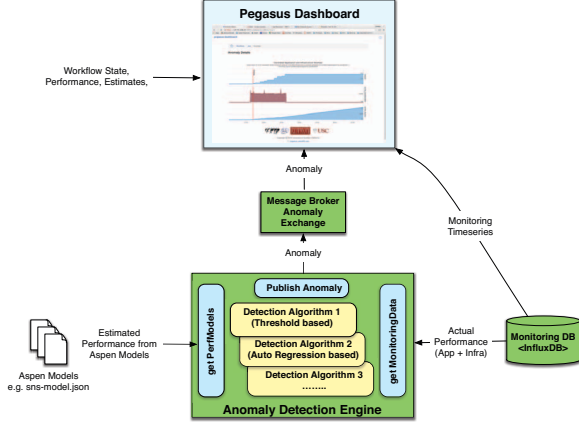 Pegasus Dashboard
Workflow State,
Performance, Estimates,
Anomaly
Message Broker
Anomaly
Exchange
Monitoring
Timeseries
Anomaly
Publish Anomaly
get PerfModels
Detection Algorithm 1
(Threshold based)
Detection Algorithm 2
(Auto Regression based)
Detection Algorithm 3
……..
get MonitoringData
Anomaly Detection Engine
Estimated
Performance from
Aspen Models
Aspen Models
e.g. sns-model.json
Actual
Performance
(App + Infra)
Monitoring DB
<InfluxDB>